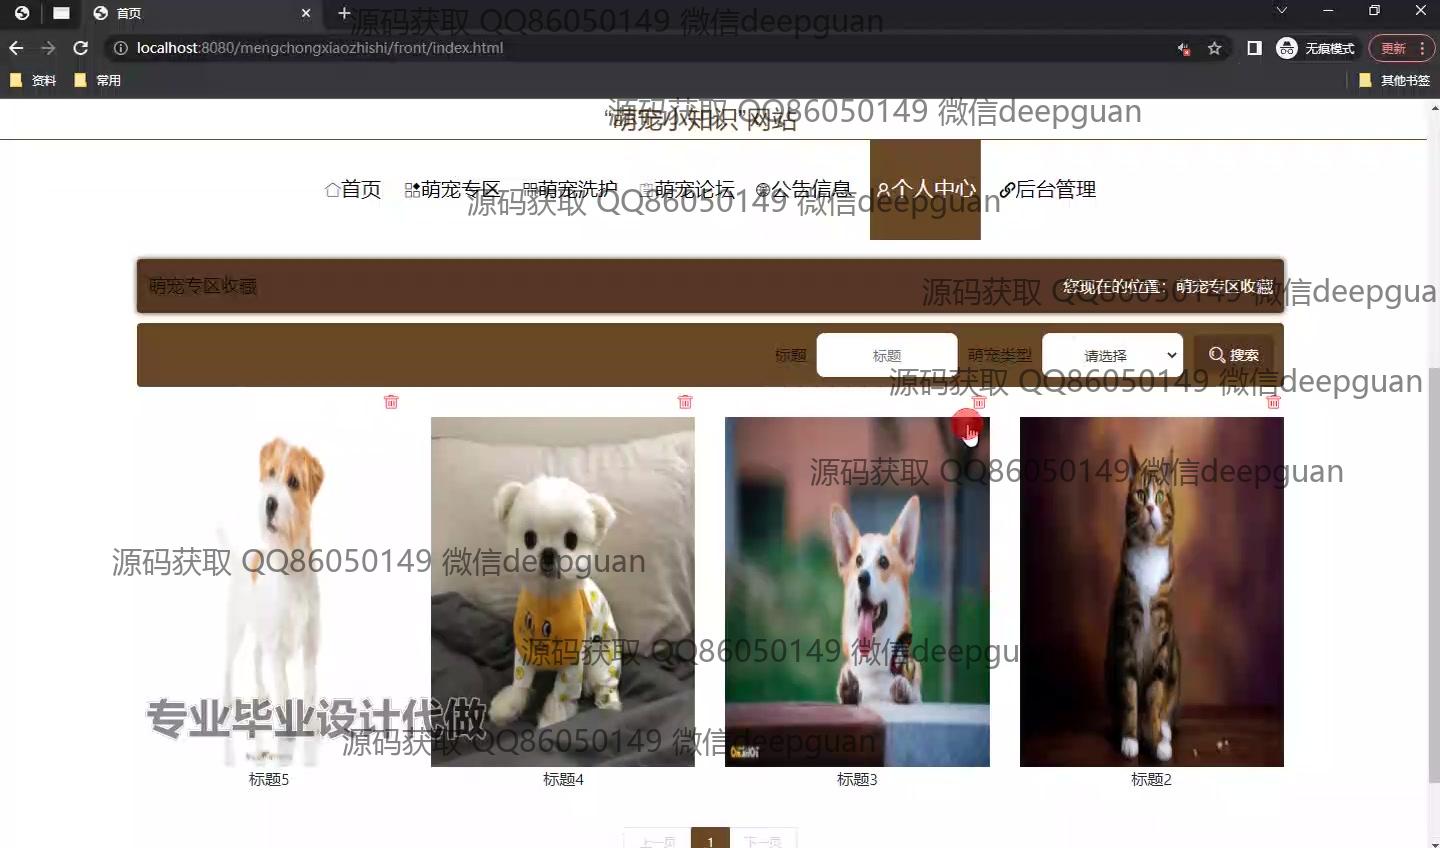 首页
源码获取 QQ86050149 微信deepguan
localhost:8080/mengchongxiaozhishi/front/index.html
无痕模式
更新
资料
常用
其他书签
源码获取 QQ86050149 微信deepguan
“萌宠小知识”网站
首页
萌宠专区
萌宠洗护
萌宠论坛
公告信息
个人中心
后台管理
源码获取 QQ86050149 微信deepguan
萌宠专区收藏
您现在的位置：萌宠专区收藏
源码获取 QQ86050149 微信deepgua
标题
标题
萌宠类型
请选择
搜索
源码获取 QQ86050149 微信deepguan
源码获取 QQ86050149 微信deepguan
源码获取 QQ86050149 微信deepguan
源码获取 QQ86050149 微信deepguan
专业毕业设计代做
源码获取 QQ86050149 微信deepguan
标题5
标题4
标题3
标题2
上一页
1
下一页